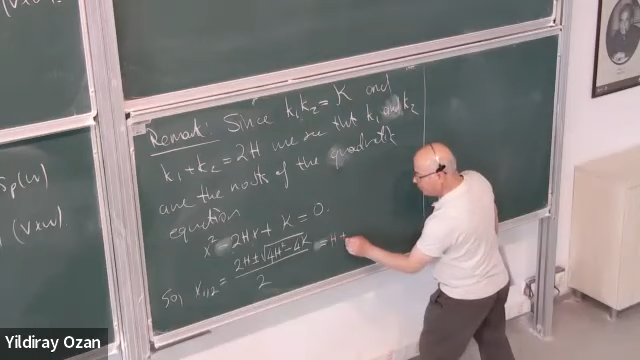 (V×W)
Sp(W)
(V×W).
Remark: Since k₁k₂ = K and
k₁+k₂ = 2H we see that k₁ and k₂
are the roots of the quadratic
equation
x² - 2Hx + K = 0.
So, k₁,₂ = 2H ± √4H² - 4K / 2 = H ±
Yildiray Ozan